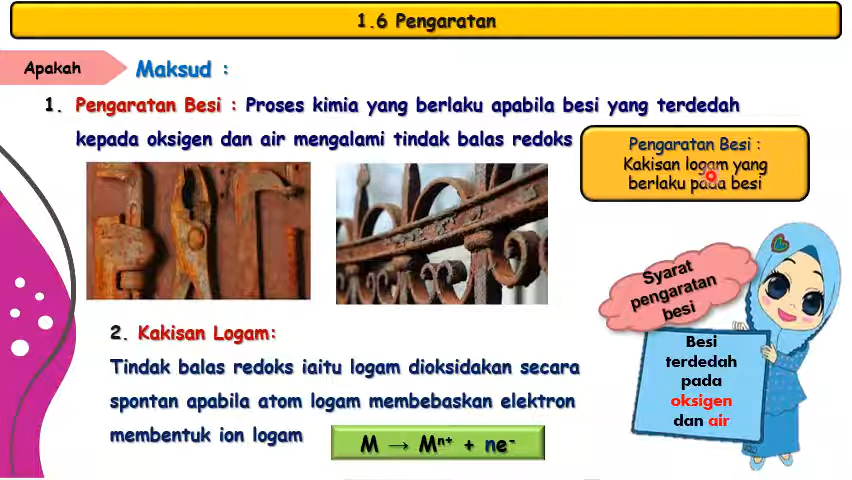 1.6 Pengaratan
Apakah
Maksud :
1. Pengaratan Besi : Proses kimia yang berlaku apabila besi yang terdedah
kepada oksigen dan air mengalami tindak balas redoks
Pengaratan Besi :
Kakisan logam yang
berlaku pada besi
Syarat
pengaratan
besi
Besi
terdedah
pada
oksigen
dan air
2. Kakisan Logam:
Tindak balas redoks iaitu logam dioksidakan secara
spontan apabila atom logam membebaskan elektron
membentuk ion logam
M → Mⁿ⁺ + ne⁻